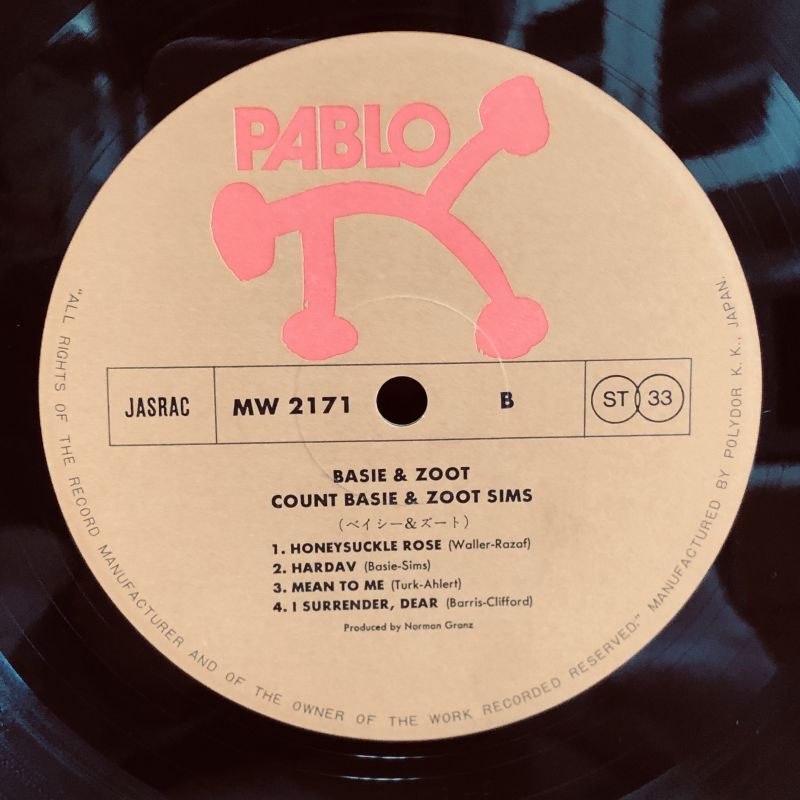 PABLO
JASRAC
MW 2171
B
ST 33
BASIE & ZOOT
COUNT BASIE & ZOOT SIMS
(ベイシー&ズート)
1. HONEYSUCKLE ROSE (Waller-Razaf)
2. HARDAV (Basie-Sims)
3. MEAN TO ME (Turk-Ahlert)
4. I SURRENDER, DEAR (Barris-Clifford)
Produced by Norman Granz
"ALL RIGHTS OF THE RECORD MANUFACTURER AND OF THE OWNER OF THE WORK RECORDED RESERVED." MANUFACTURED BY POLYDOR K. K., JAPAN.